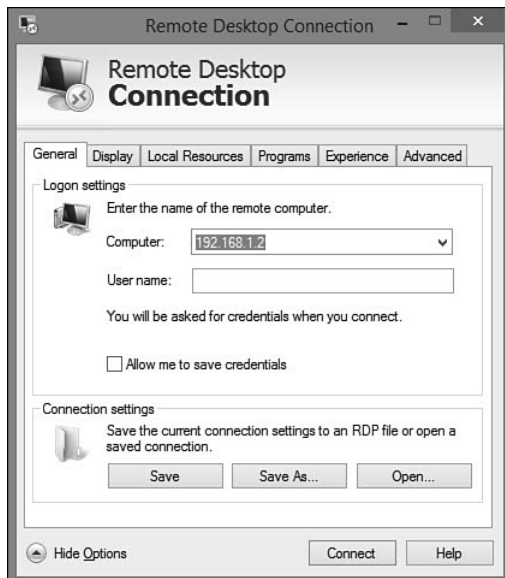 Remote Desktop Connection
Remote Desktop
Connection
General Display Local Resources Programs Experience Advanced
Logon settings
Enter the name of the remote computer.
Computer: 192.168.1.2
User name:
You will be asked for credentials when you connect.
Allow me to save credentials
Connection settings
Save the current connection settings to an RDP file or open a
saved connection.
Save Save As... Open...
Hide Options Connect Help